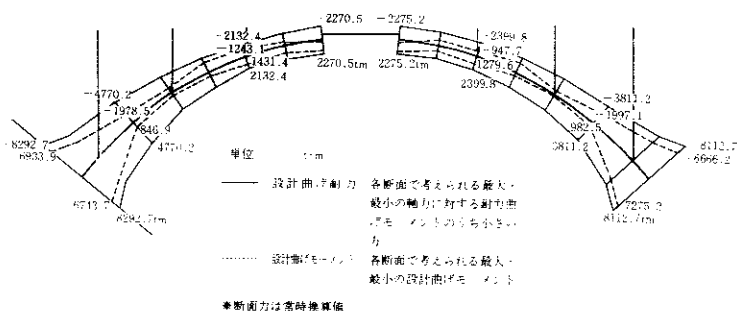 -2270.5 -2275.2
-2132.4 -2399.8
-1243.1 -947.7
1431.4 1279.6
2132.4 2270.5tm 2275.2tm 2399.8
-4770.2 -3811.2
-1978.5 -1997.1
846.9 982.5
4770.2 3811.2
-8292.7 8112.7
6933.9 -6666.2
6743.7 7275.2
8292.7tm 8112.7tm
単位 t·m
設計曲げ耐力 各断面で考えられる最大・
最小の軸力に対する耐力曲
げモーメントのうち小さい
力
設計曲げモーメント 各断面で考えられる最大・
最小の設計曲げモーメント
※断面力は常時換算値